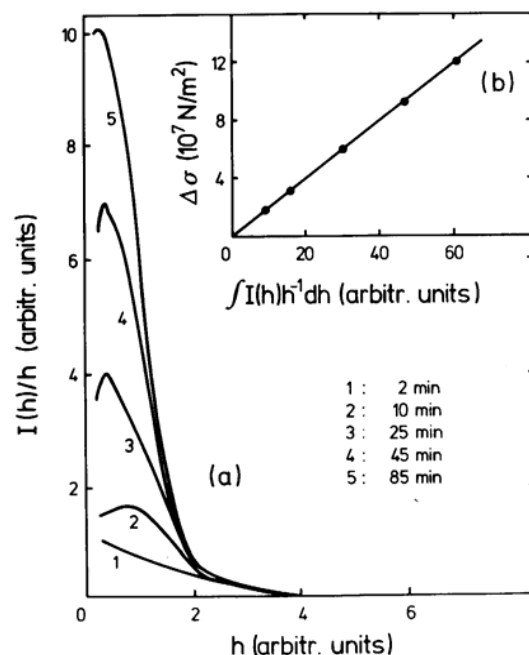 10
8
6
4
2
0
I(h)/h (arbitr. units)
0
2
4
6
h (arbitr. units)
5
4
3
2
1
(a)
1 : 2 min
2 : 10 min
3 : 25 min
4 : 45 min
5 : 85 min
12
8
4
Δσ (10⁷ N/m²)
0
20
40
60
∫I(h)h⁻¹dh (arbitr. units)
(b)